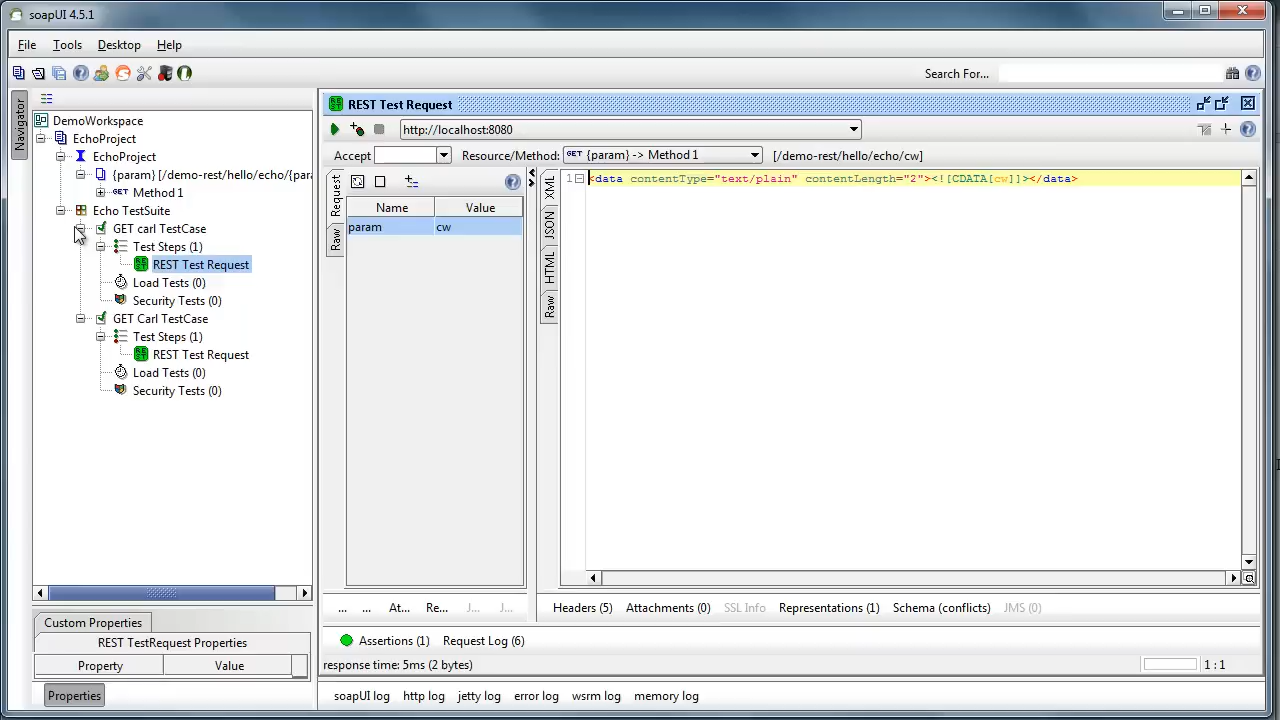 soapUI 4.5.1
File Tools Desktop Help
Search For...
Navigator
DemoWorkspace
EchoProject
EchoProject
{param} [/demo-rest/hello/echo/{para
GET Method 1
Echo TestSuite
GET carl TestCase
Test Steps (1)
REST Test Request
Load Tests (0)
Security Tests (0)
GET Carl TestCase
Test Steps (1)
REST Test Request
Load Tests (0)
Security Tests (0)
Custom Properties
REST TestRequest Properties
Property Value
Properties
REST Test Request
http://localhost:8080
Accept Resource/Method: GET {param} -> Method 1 [/demo-rest/hello/echo/cw]
Request
Raw
Name Value
param cw
XML
JSON
HTML
Raw
1 <data contentType="text/plain" contentLength="2"><![CDATA[cw]]></data>
... ... At... Re... J... J...
Headers (5) Attachments (0) SSL Info Representations (1) Schema (conflicts) JMS (0)
Assertions (1) Request Log (6)
response time: 5ms (2 bytes) 1 : 1
soapUI log http log jetty log error log wsrm log memory log